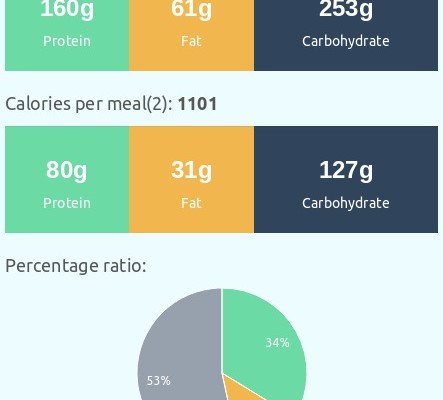 160g 61g 253g
Protein Fat Carbohydrate
Calories per meal(2): 1101
80g 31g 127g
Protein Fat Carbohydrate
Percentage ratio:
34%
53%